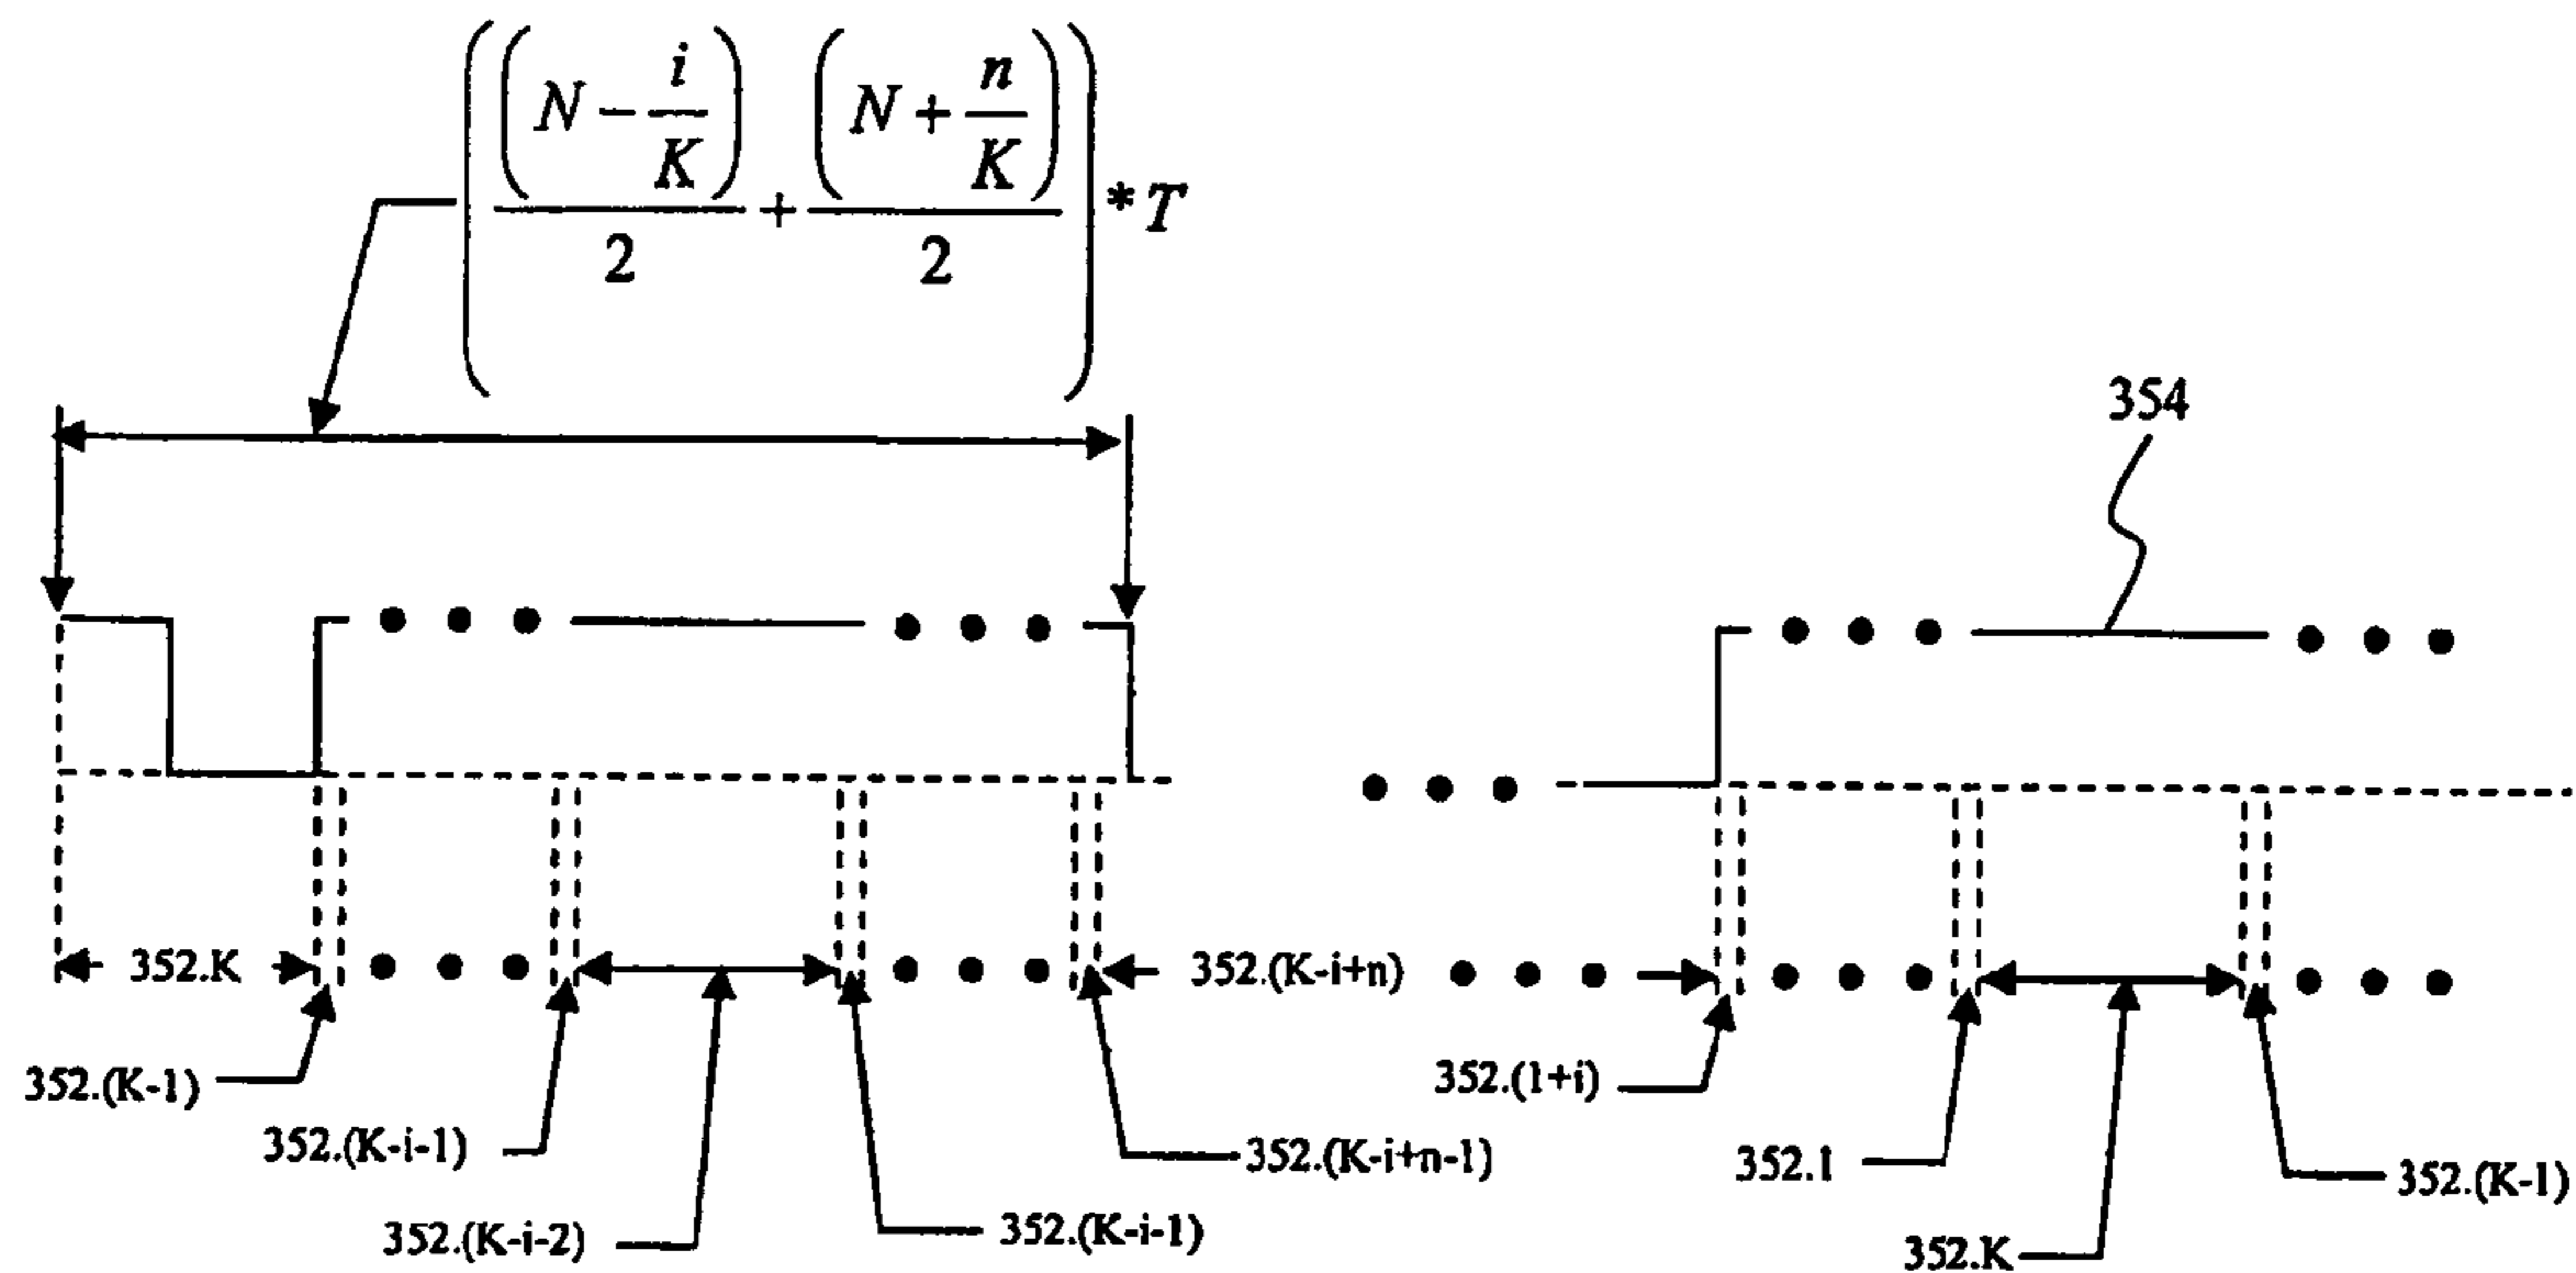 ((N - i/K)/2 + (N + n/K)/2) * T
354
352.K
352.(K-i+n)
352.(K-1)
352.(K-i-1)
352.(K-i-2)
352.(K-i-1)
352.(K-i+n-1)
352.(1+i)
352.1
352.K
352.(K-1)